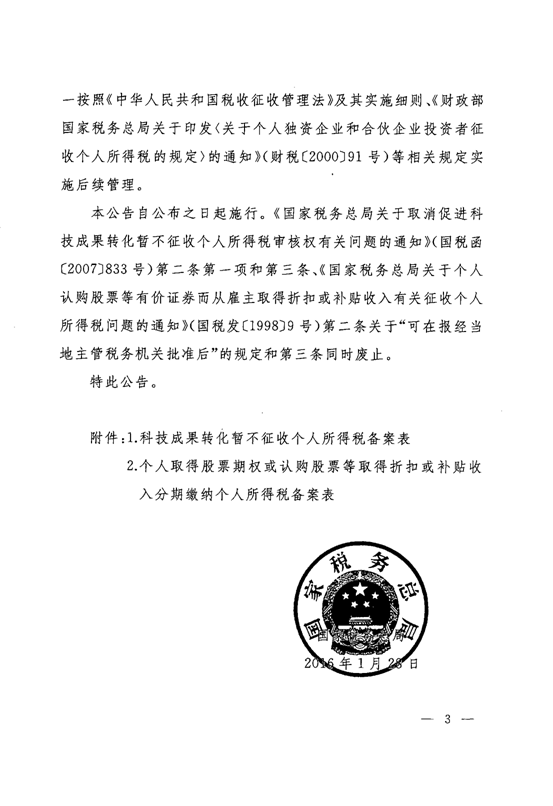 一按照《中华人民共和国税收征收管理法》及其实施细则、《财政部
国家税务总局关于印发〈关于个人独资企业和合伙企业投资者征
收个人所得税的规定〉的通知》(财税〔2000〕91号)等相关规定实
施后续管理。
本公告自公布之日起施行。《国家税务总局关于取消促进科
技成果转化暂不征收个人所得税审核权有关问题的通知》(国税函
〔2007〕833号)第二条第一项和第三条、《国家税务总局关于个人
认购股票等有价证券而从雇主取得折扣或补贴收入有关征收个人
所得税问题的通知》(国税发〔1998〕9号)第二条关于“可在报经当
地主管税务机关批准后”的规定和第三条同时废止。
特此公告。
附件:1.科技成果转化暂不征收个人所得税备案表
2.个人取得股票期权或认购股票等取得折扣或补贴收
入分期缴纳个人所得税备案表
国家税务总局
国家税务总局
2016年1月28日
— 3 —